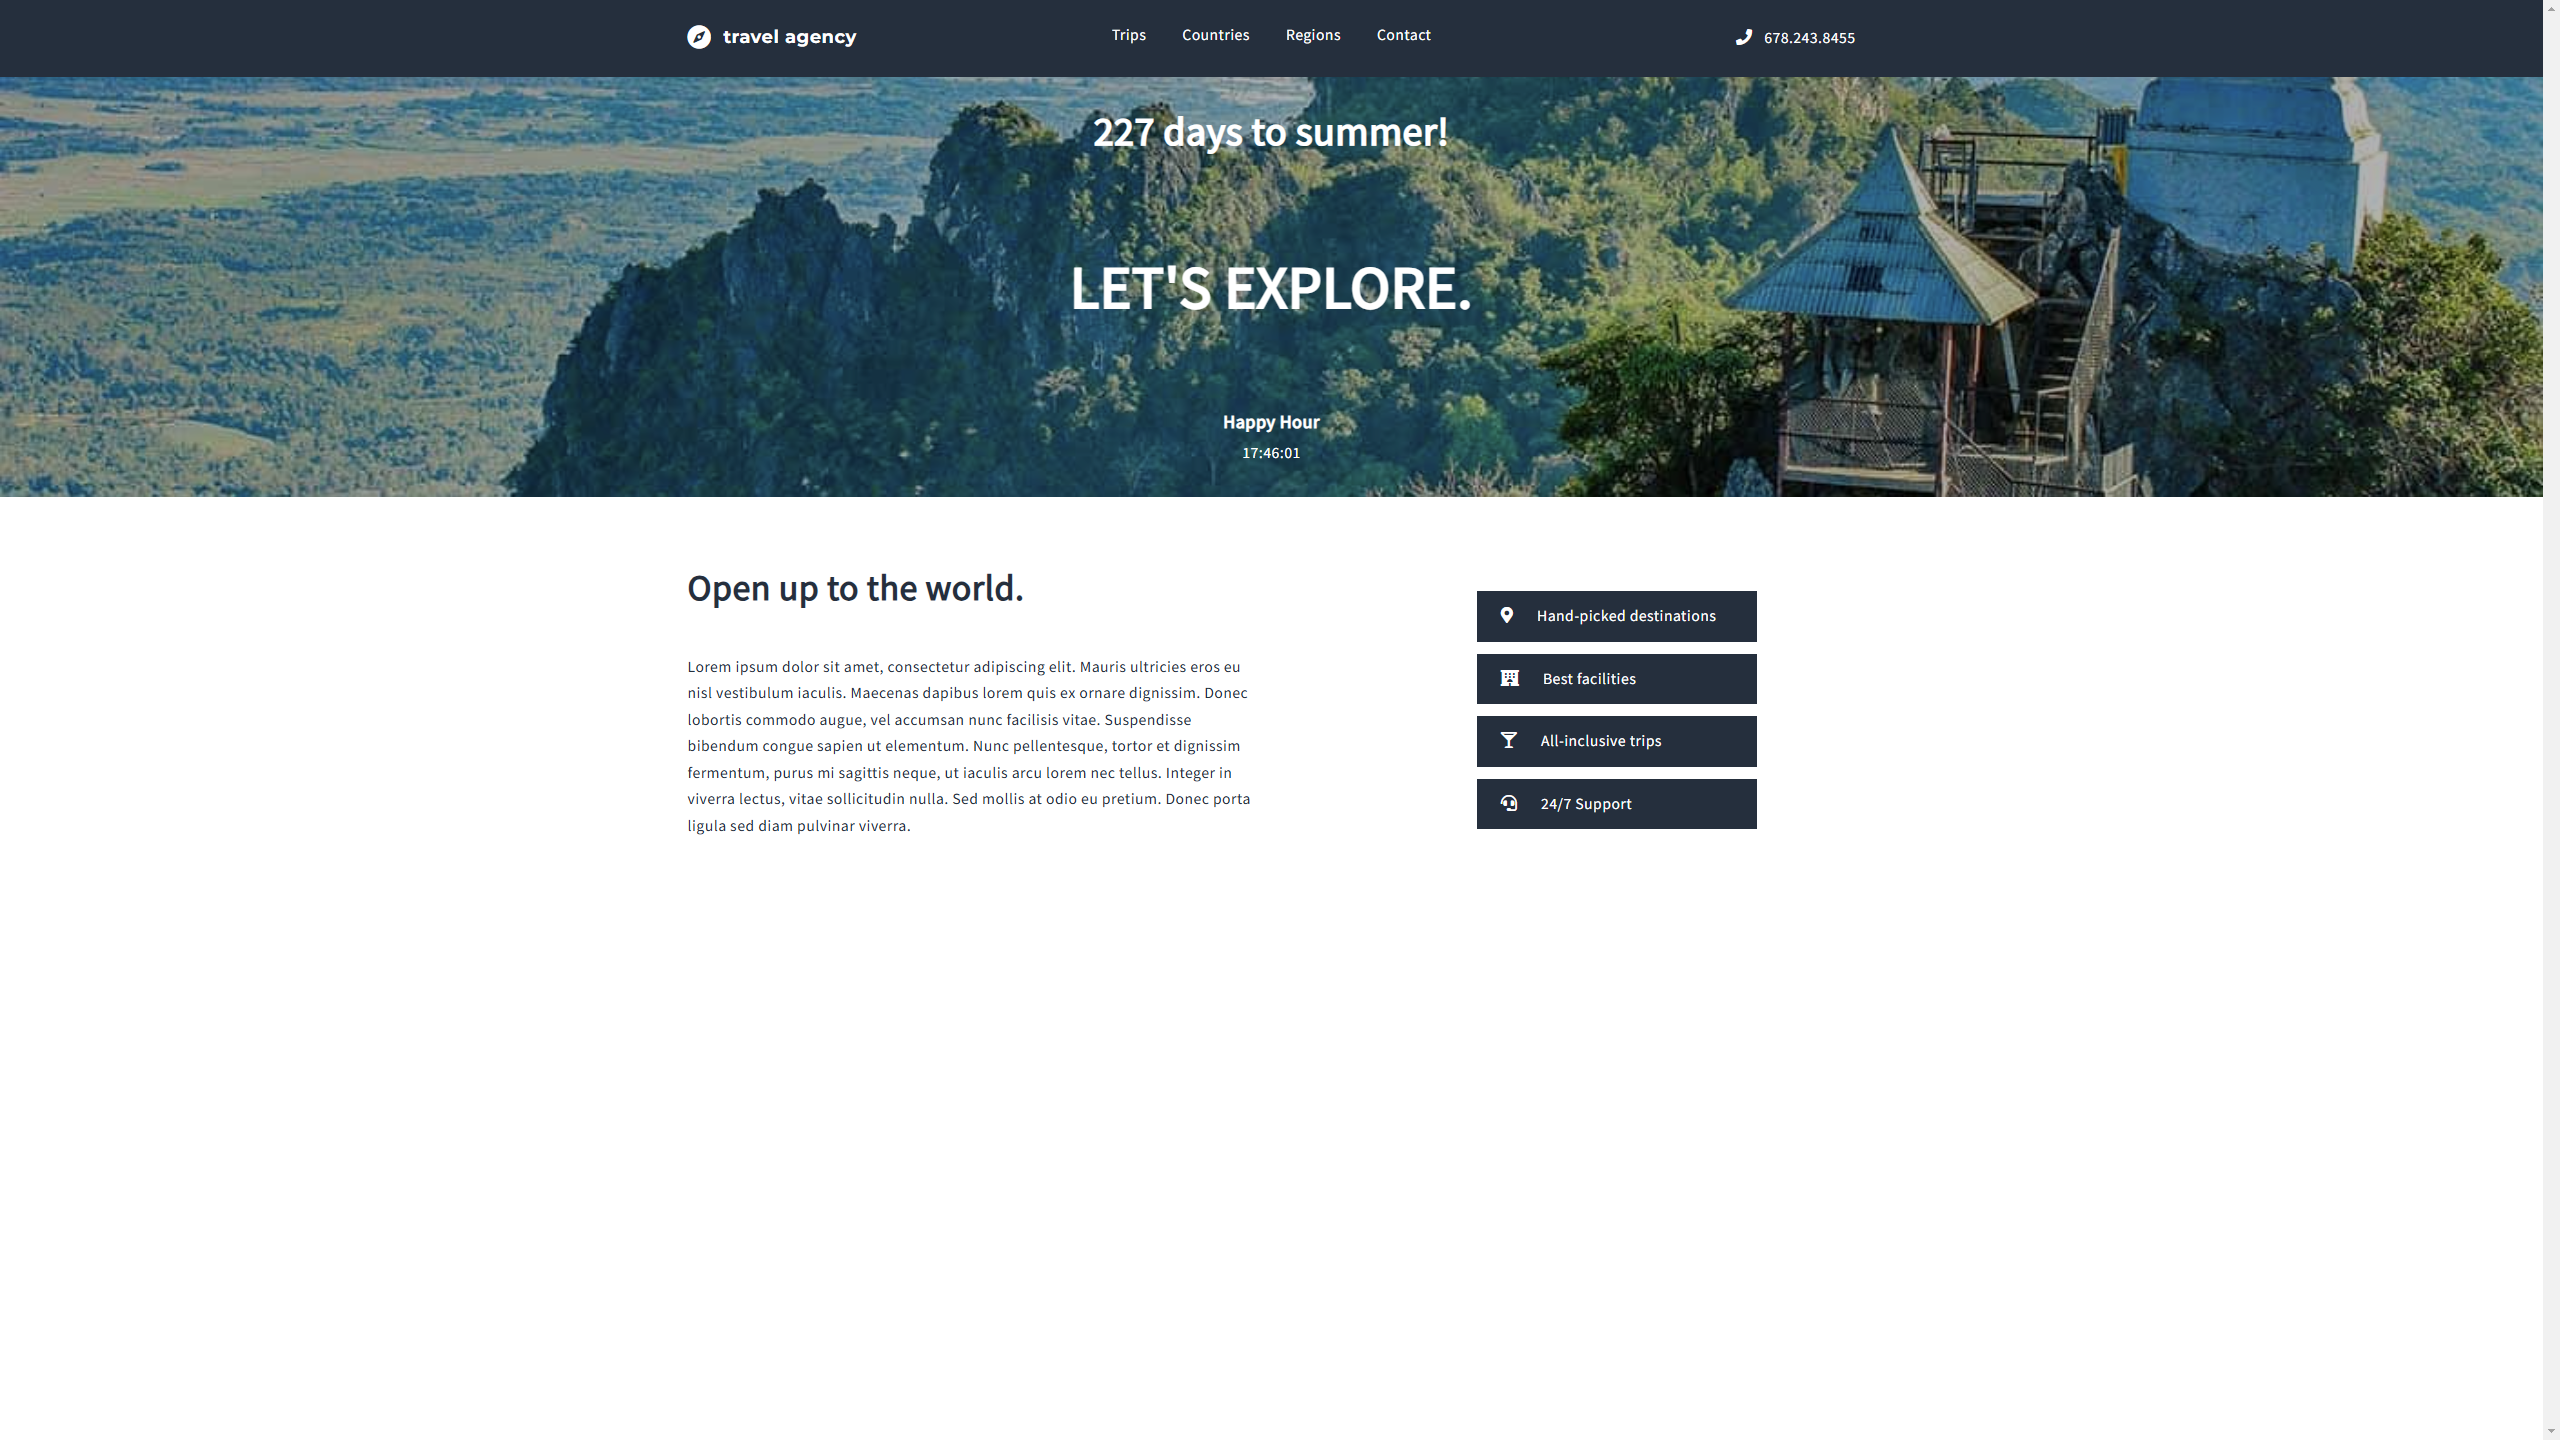 travel agency
Trips
Countries
Regions
Contact
678.243.8455
227 days to summer!
LET'S EXPLORE.
Happy Hour
17:46:01
Open up to the world.
Lorem ipsum dolor sit amet, consectetur adipiscing elit. Mauris ultricies eros eu
nisl vestibulum iaculis. Maecenas dapibus lorem quis ex ornare dignissim. Donec
lobortis commodo augue, vel accumsan nunc facilisis vitae. Suspendisse
bibendum congue sapien ut elementum. Nunc pellentesque, tortor et dignissim
fermentum, purus mi sagittis neque, ut iaculis arcu lorem nec tellus. Integer in
viverra lectus, vitae sollicitudin nulla. Sed mollis at odio eu pretium. Donec porta
ligula sed diam pulvinar viverra.
Hand-picked destinations
Best facilities
All-inclusive trips
24/7 Support